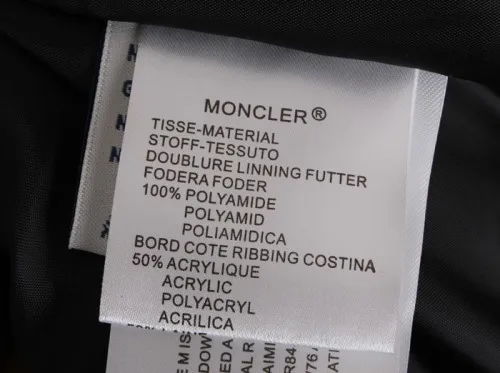 MONCLER®
TISSE-MATERIAL
STOFF-TESSUTO
DOUBLURE LINNING FUTTER
FODERA FODER
100% POLYAMIDE
POLYAMID
POLIAMIDICA
BORD COTE RIBBING COSTINA
50% ACRYLIQUE
ACRYLIC
POLYACRYL
ACRILICA